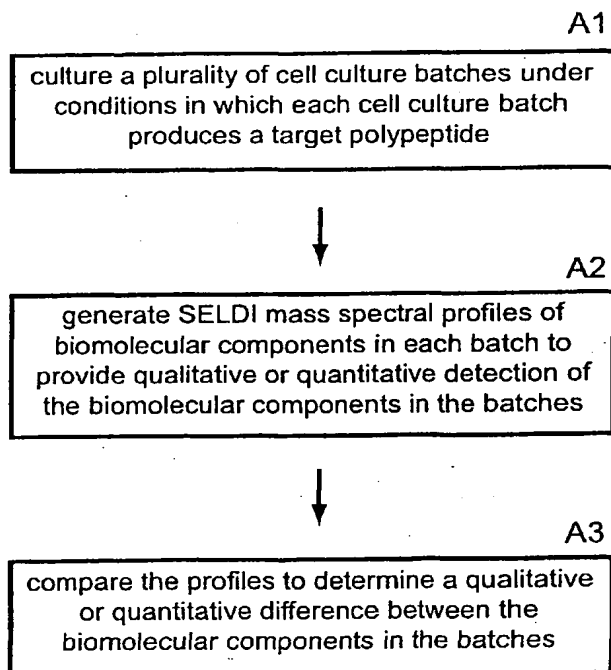 A1
culture a plurality of cell culture batches under
conditions in which each cell culture batch
produces a target polypeptide
A2
generate SELDI mass spectral profiles of
biomolecular components in each batch to
provide qualitative or quantitative detection of
the biomolecular components in the batches
A3
compare the profiles to determine a qualitative
or quantitative difference between the
biomolecular components in the batches